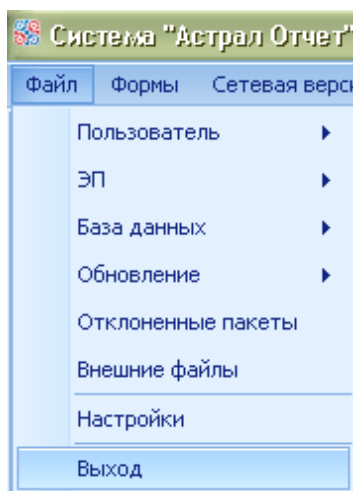 Система "Астрал Отчет"
Файл Формы Сетевая верс
Пользователь
ЭП
База данных
Обновление
Отклоненные пакеты
Внешние файлы
Настройки
Выход